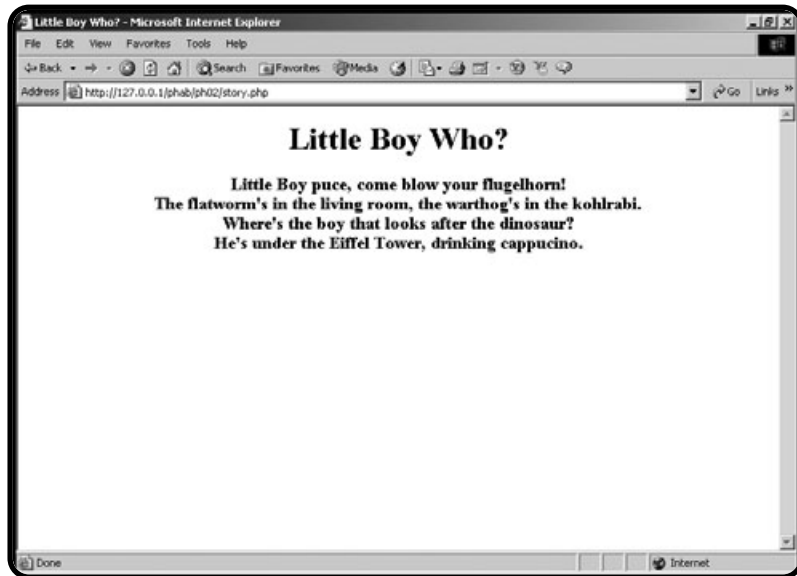 Little Boy Who? - Microsoft Internet Explorer
File Edit View Favorites Tools Help
Back Search Favorites Media
Address http://127.0.0.1/phab/ph02/story.php Go Links »
Little Boy Who?
Little Boy puce, come blow your flugelhorn!
The flatworm's in the living room, the warthog's in the kohlrabi.
Where's the boy that looks after the dinosaur?
He's under the Eiffel Tower, drinking cappucino.
Done Internet